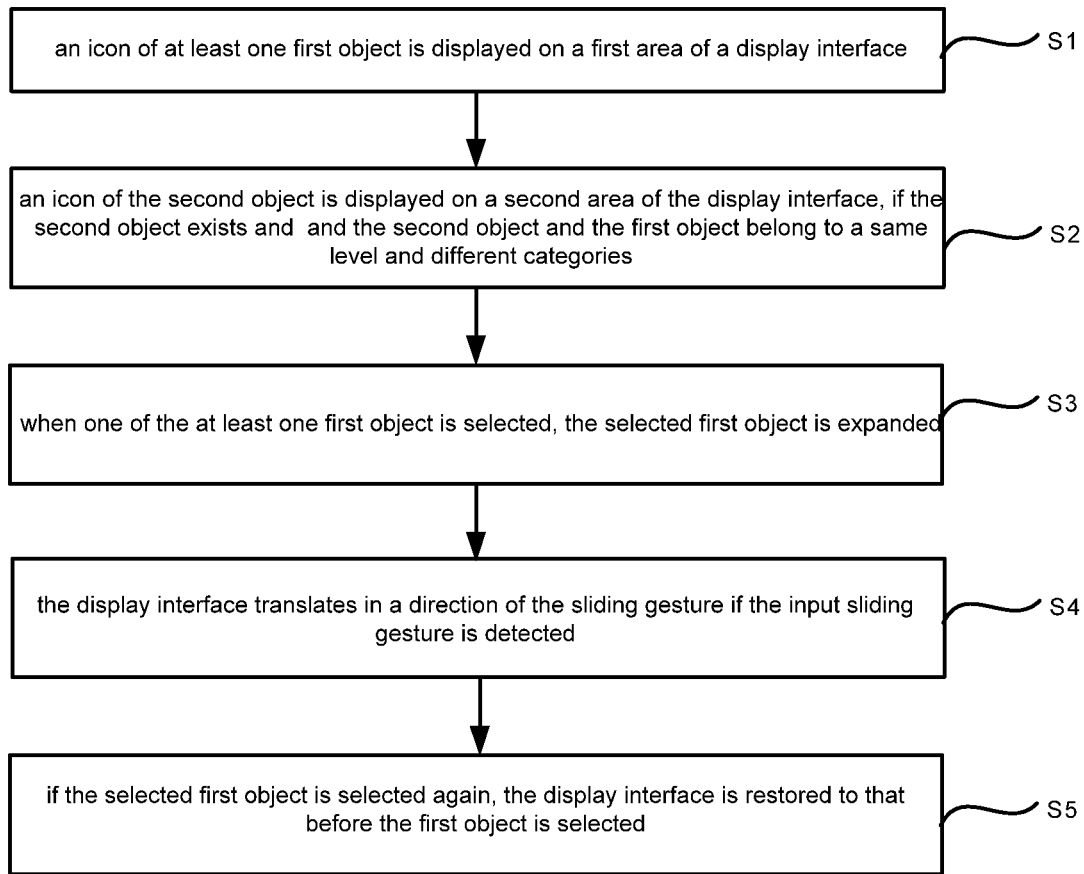 an icon of at least one first object is displayed on a first area of a display interface
S1
an icon of the second object is displayed on a second area of the display interface, if the
second object exists and  and the second object and the first object belong to a same
level and different categories
S2
when one of the at least one first object is selected, the selected first object is expanded
S3
the display interface translates in a direction of the sliding gesture if the input sliding
gesture is detected
S4
if the selected first object is selected again, the display interface is restored to that
before the first object is selected
S5